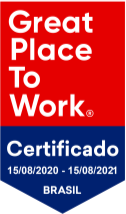 Great
Place
To
Work®
Certificado
15/08/2020 - 15/08/2021
BRASIL